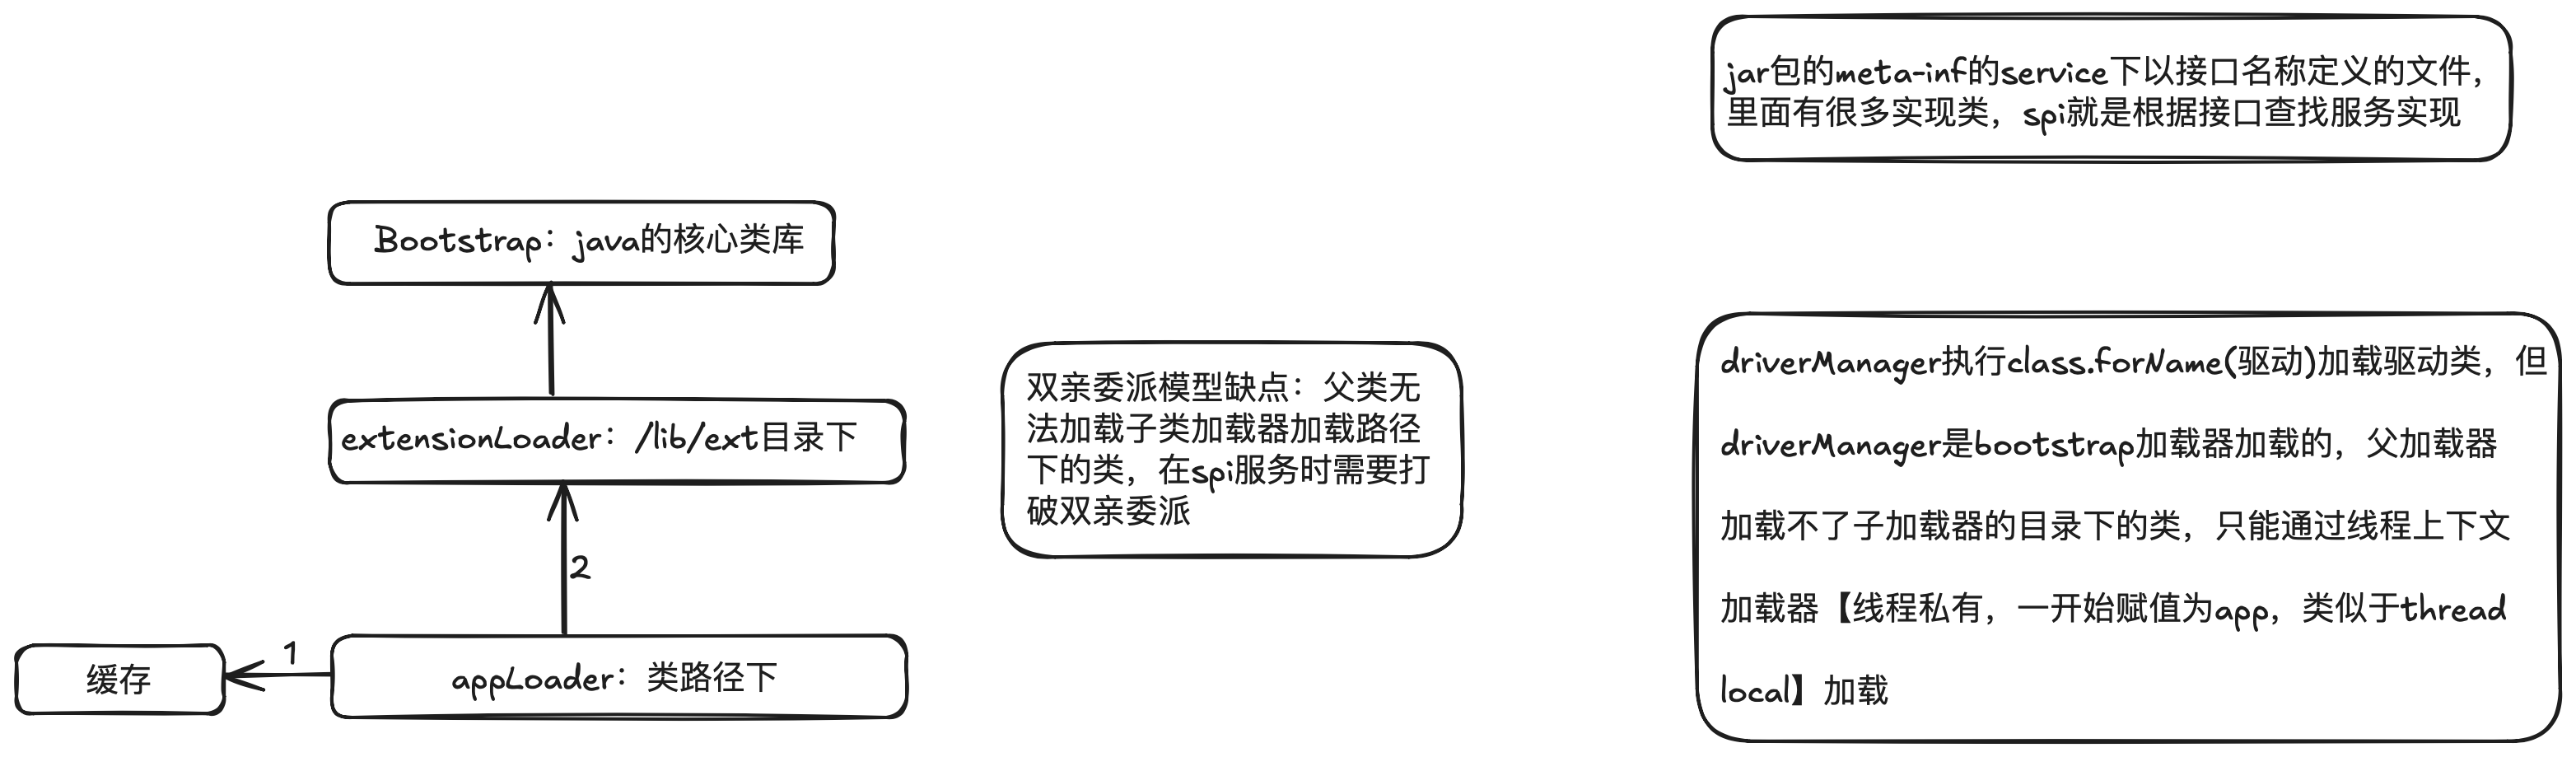 jar包的meta-inf的service下以接口名称定义的文件，
里面有很多实现类，spi就是根据接口查找服务实现
Bootstrap：java的核心类库
extensionLoader：/lib/ext目录下
2
appLoader：类路径下
1
缓存
双亲委派模型缺点：父类无
法加载子类加载器加载路径
下的类，在spi服务时需要打
破双亲委派
driverManager执行class.forName(驱动)加载驱动类，但
driverManager是bootstrap加载器加载的，父加载器
加载不了子加载器的目录下的类，只能通过线程上下文
加载器【线程私有，一开始赋值为app，类似于thread
local】加载